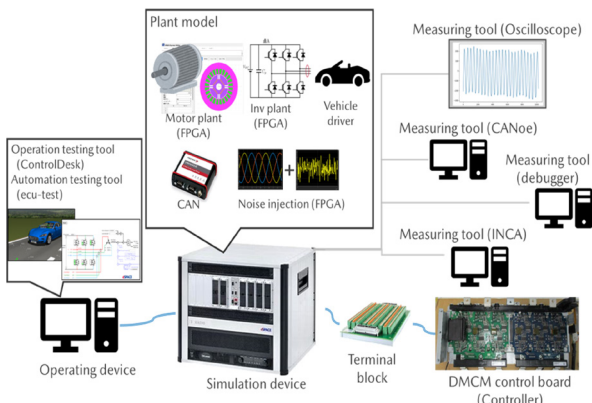 Plant model
Measuring tool (Oscilloscope)
Motor plant
(FPGA)
Inv plant
(FPGA)
Vehicle
driver
CAN
Noise injection (FPGA)
Measuring tool (CANoe)
Measuring tool
(debugger)
Measuring tool (INCA)
Operation testing tool
(ControlDesk)
Automation testing tool
(ecu-test)
Operating device
Simulation device
Terminal
block
DMCM control board
(Controller)